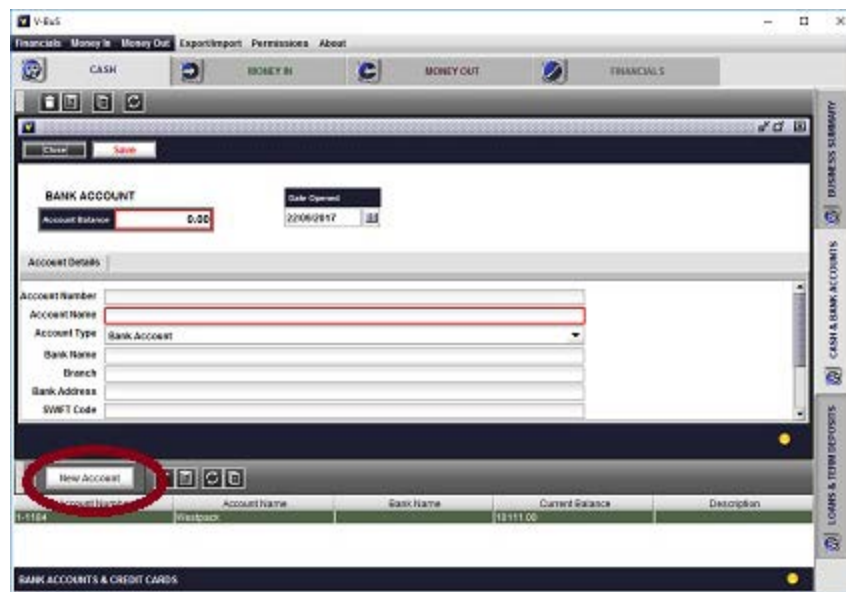 V-BuS
Financials Money In Money Out Export/Import Permissions About
CASH MONEY IN MONEY OUT FINANCIALS
Close Save
BANK ACCOUNT
Date Opened
Account Balance 0.00
22/06/2017
Account Details
Account Number
Account Name
Account Type Bank Account
Bank Name
Branch
Bank Address
SWIFT Code
New Account
Account Number Account Name Bank Name Current Balance Description
1-1104 Westpack 10111.00
BANK ACCOUNTS & CREDIT CARDS
BUSINESS SUMMARY
CASH & BANK ACCOUNTS
LOANS & TERM DEPOSITS